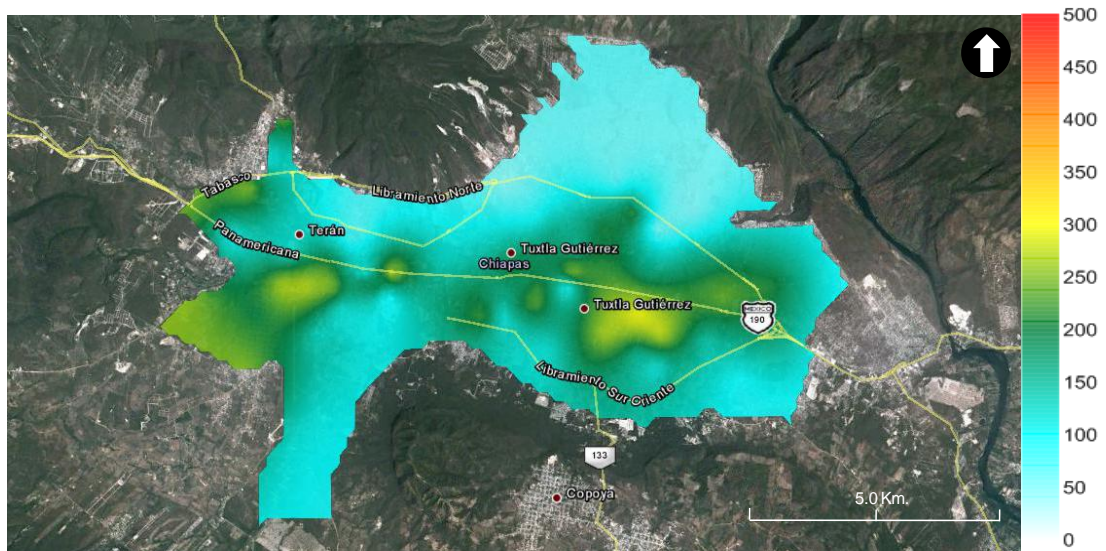 500
450
400
350
300
250
200
150
100
50
0
Tabasco
Libramiento Norte
Panamericana
Terán
Tuxtla Gutiérrez
Chiapas
Tuxtla Gutiérrez
MEXICO
190
Libramiento Sur Oriente
133
Copoya
5.0 Km.